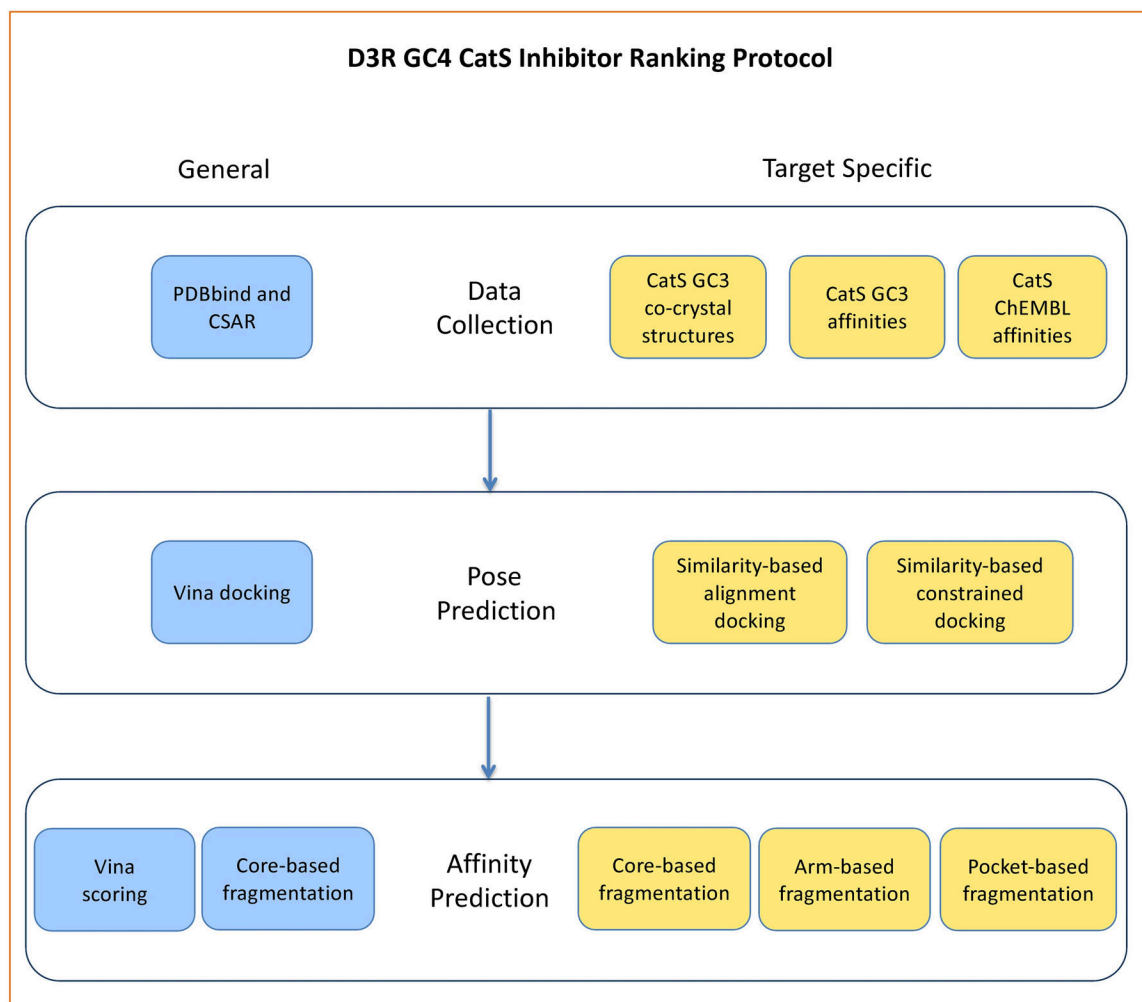 D3R GC4 CatS Inhibitor Ranking Protocol
General
Target Specific
PDBbind and
CSAR
Data
Collection
CatS GC3
co-crystal
structures
CatS GC3
affinities
CatS
ChEMBL
affinities
Vina docking
Pose
Prediction
Similarity-based
alignment
docking
Similarity-based
constrained
docking
Vina
scoring
Core-based
fragmentation
Affinity
Prediction
Core-based
fragmentation
Arm-based
fragmentation
Pocket-based
fragmentation